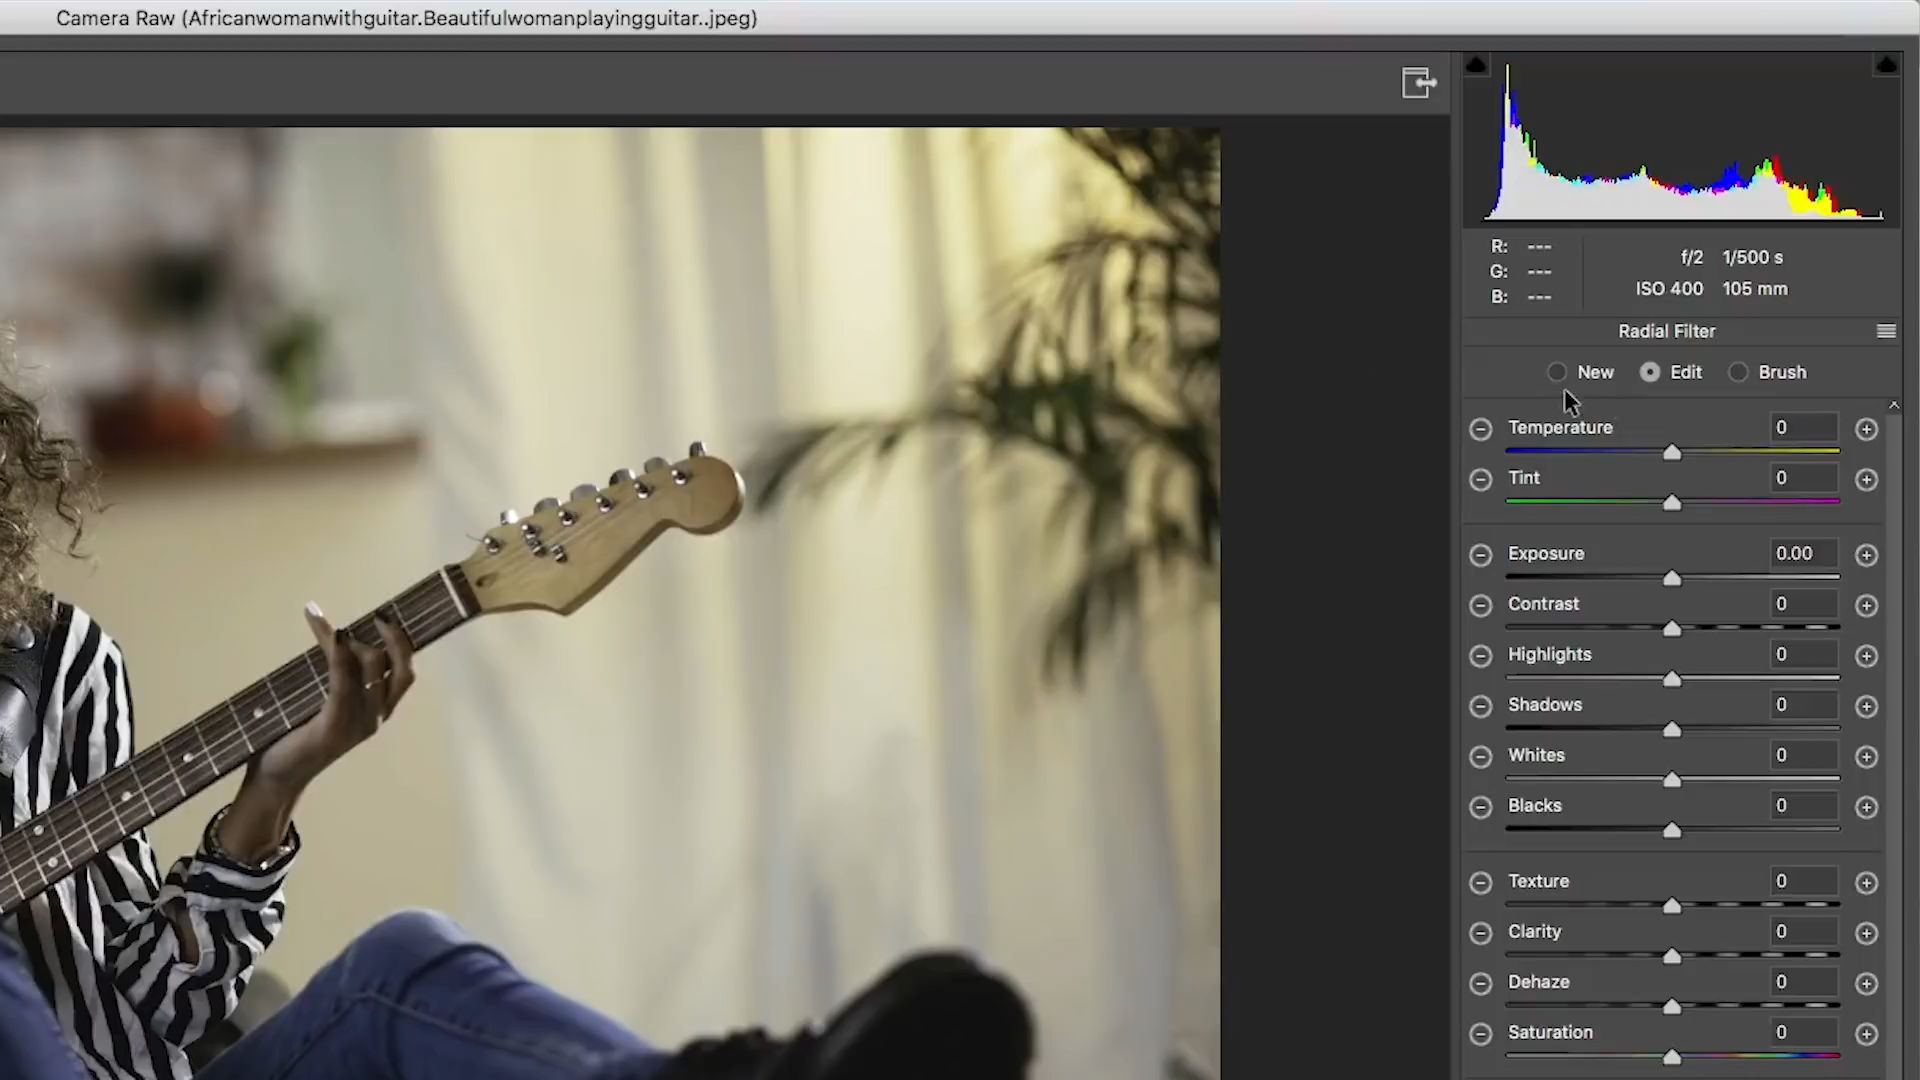 Camera Raw (Africanwomanwithguitar.Beautifulwomanplayingguitar..jpeg)
R: ---
G: ---
B: ---
f/2 1/500 s
ISO 400 105 mm
Radial Filter
New Edit Brush
Temperature 0
Tint 0
Exposure 0.00
Contrast 0
Highlights 0
Shadows 0
Whites 0
Blacks 0
Texture 0
Clarity 0
Dehaze 0
Saturation 0